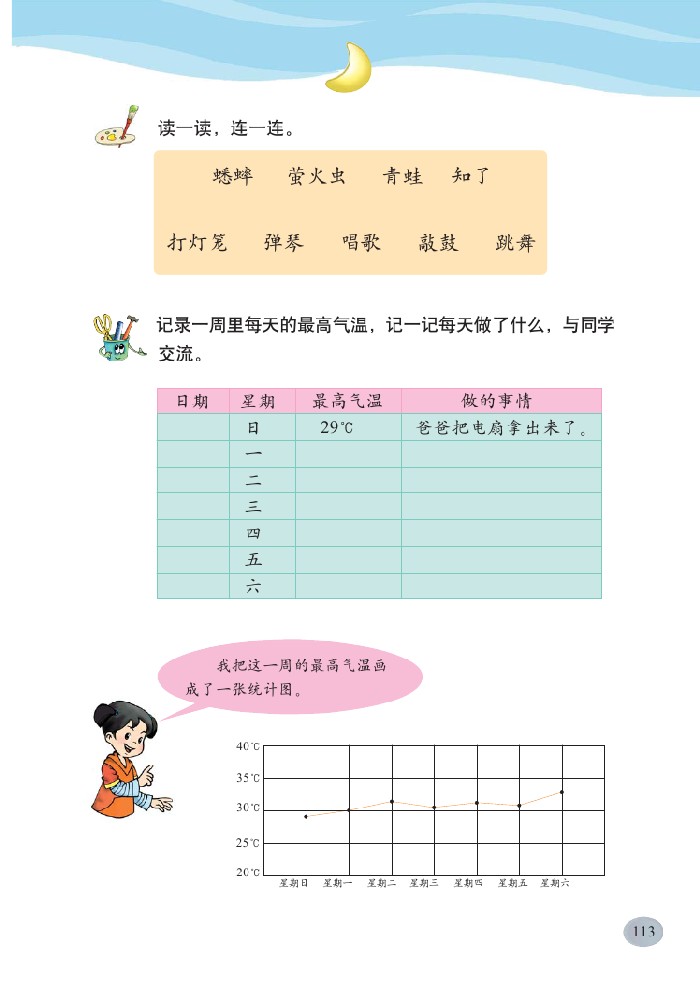 读一读，连一连。
蟋蟀 萤火虫 青蛙 知了
打灯笼 弹琴 唱歌 敲鼓 跳舞
记录一周里每天的最高气温，记一记每天做了什么，与同学
交流。
日期 星期 最高气温 做的事情
日 29℃ 爸爸把电扇拿出来了。
一
二
三
四
五
六
我把这一周的最高气温画
成了一张统计图。
40℃
35℃
30℃
25℃
20℃
星期日 星期一 星期二 星期三 星期四 星期五 星期六
113